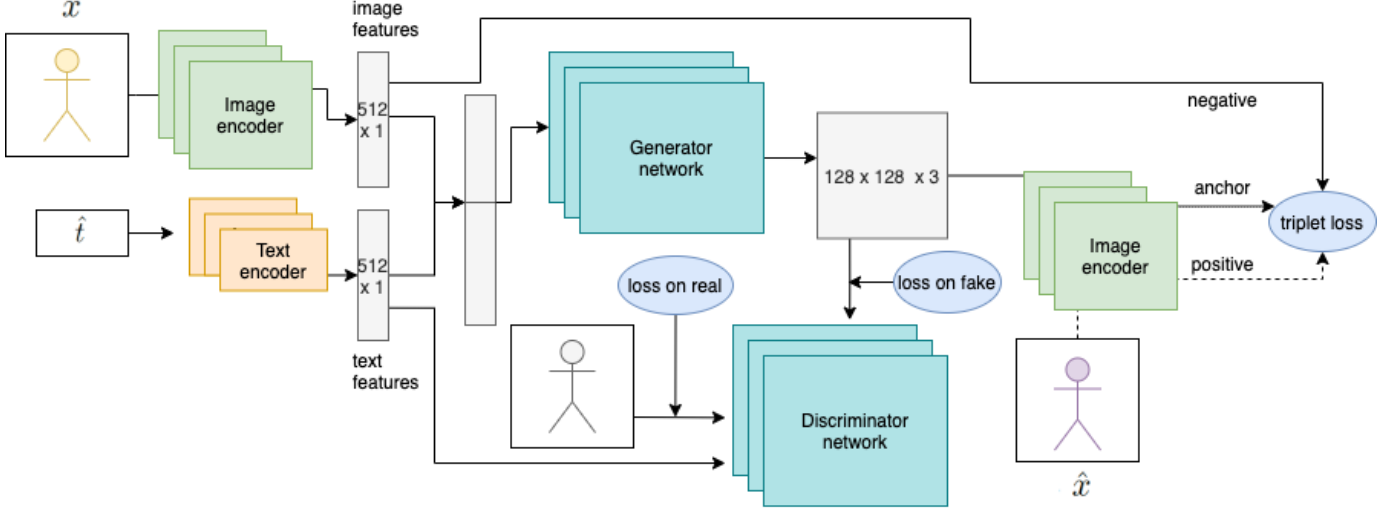 x
image
features
Image
encoder
512
x 1
Generator
network
negative
128 x 128 x 3
anchor
triplet loss
t̂
Text
encoder
512
x 1
Image
encoder
positive
loss on real
loss on fake
text
features
Discriminator
network
x̂